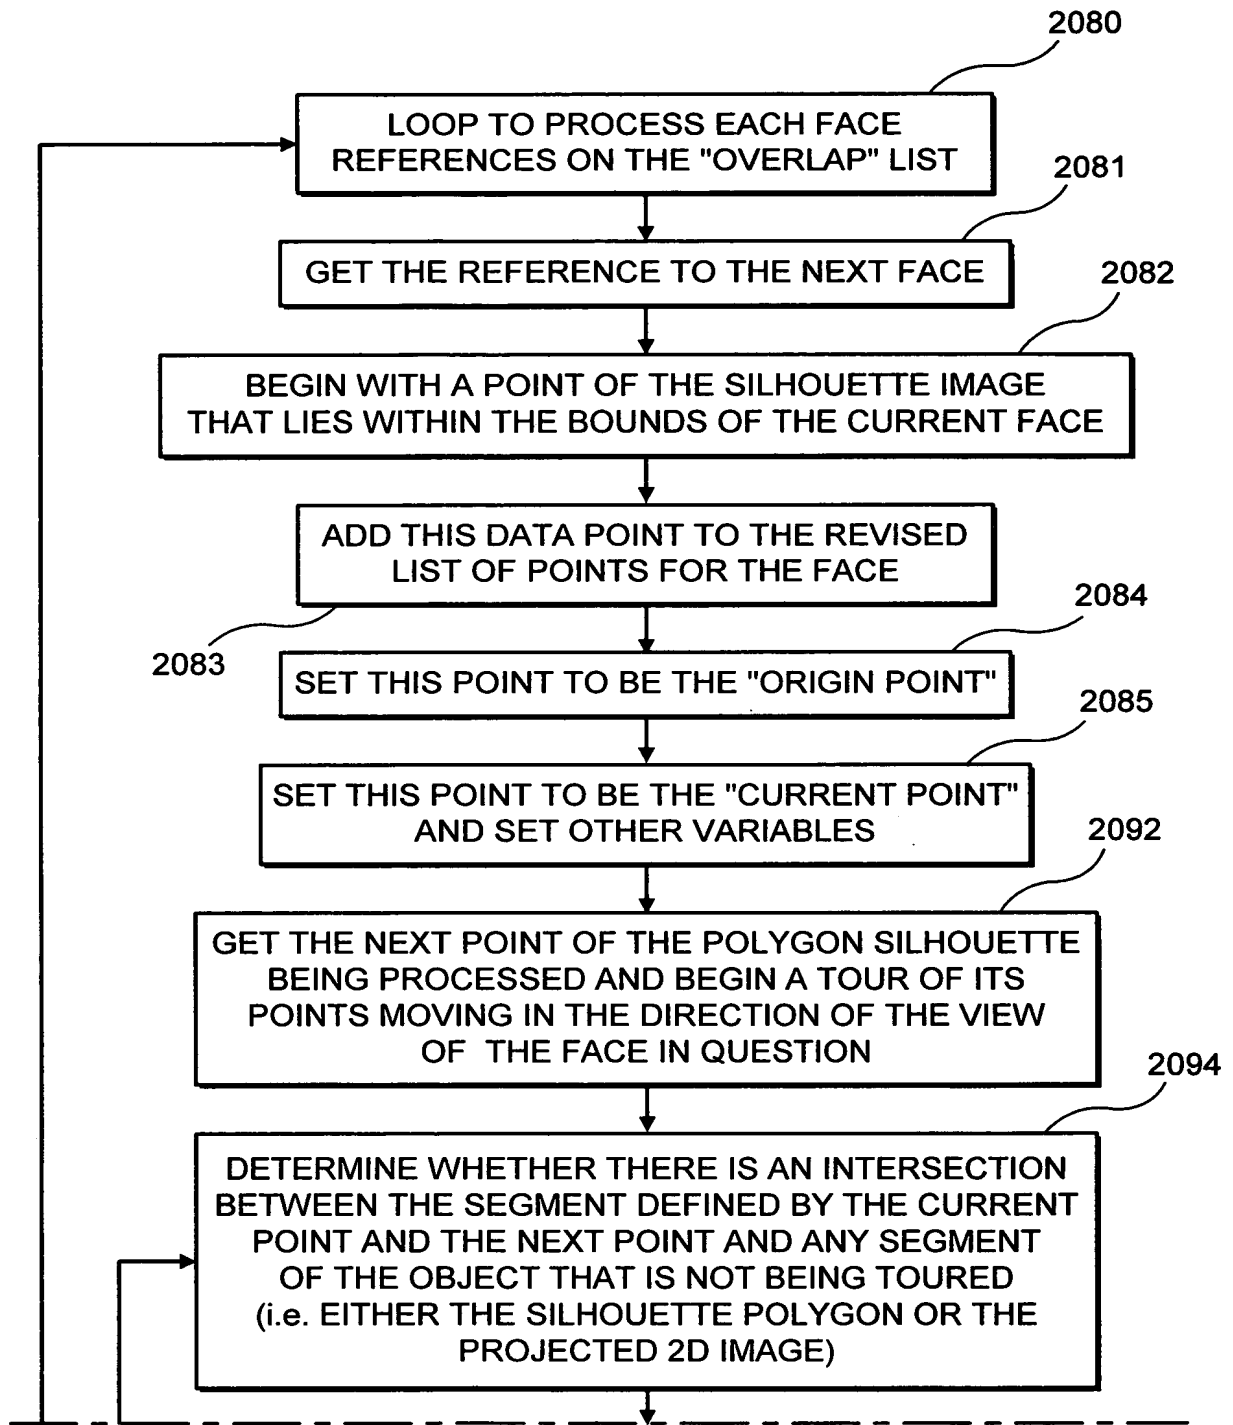 2080
LOOP TO PROCESS EACH FACE
REFERENCES ON THE "OVERLAP" LIST
2081
GET THE REFERENCE TO THE NEXT FACE
2082
BEGIN WITH A POINT OF THE SILHOUETTE IMAGE
THAT LIES WITHIN THE BOUNDS OF THE CURRENT FACE
ADD THIS DATA POINT TO THE REVISED
LIST OF POINTS FOR THE FACE
2083
2084
SET THIS POINT TO BE THE "ORIGIN POINT"
2085
SET THIS POINT TO BE THE "CURRENT POINT"
AND SET OTHER VARIABLES
2092
GET THE NEXT POINT OF THE POLYGON SILHOUETTE
BEING PROCESSED AND BEGIN A TOUR OF ITS
POINTS MOVING IN THE DIRECTION OF THE VIEW
OF THE FACE IN QUESTION
2094
DETERMINE WHETHER THERE IS AN INTERSECTION
BETWEEN THE SEGMENT DEFINED BY THE CURRENT
POINT AND THE NEXT POINT AND ANY SEGMENT
OF THE OBJECT THAT IS NOT BEING TOURED
(i.e. EITHER THE SILHOUETTE POLYGON OR THE
PROJECTED 2D IMAGE)